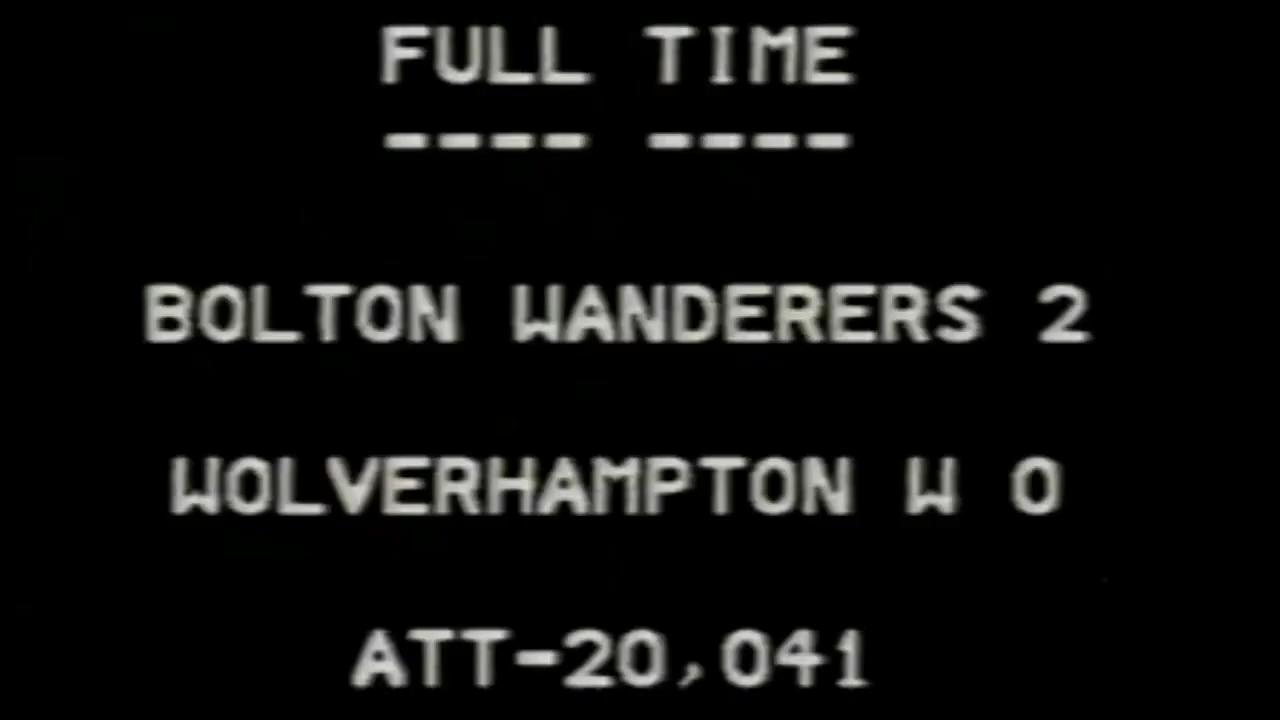 FULL TIME
---- ----
BOLTON WANDERERS 2
WOLVERHAMPTON W 0
ATT-20,041